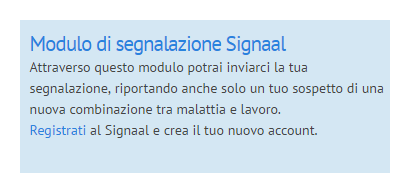 Modulo di segnalazione Signaal
Attraverso questo modulo potrai inviarci la tua
segnalazione, riportando anche solo un tuo sospetto di una
nuova combinazione tra malattia e lavoro.
Registrati al Signaal e crea il tuo nuovo account.